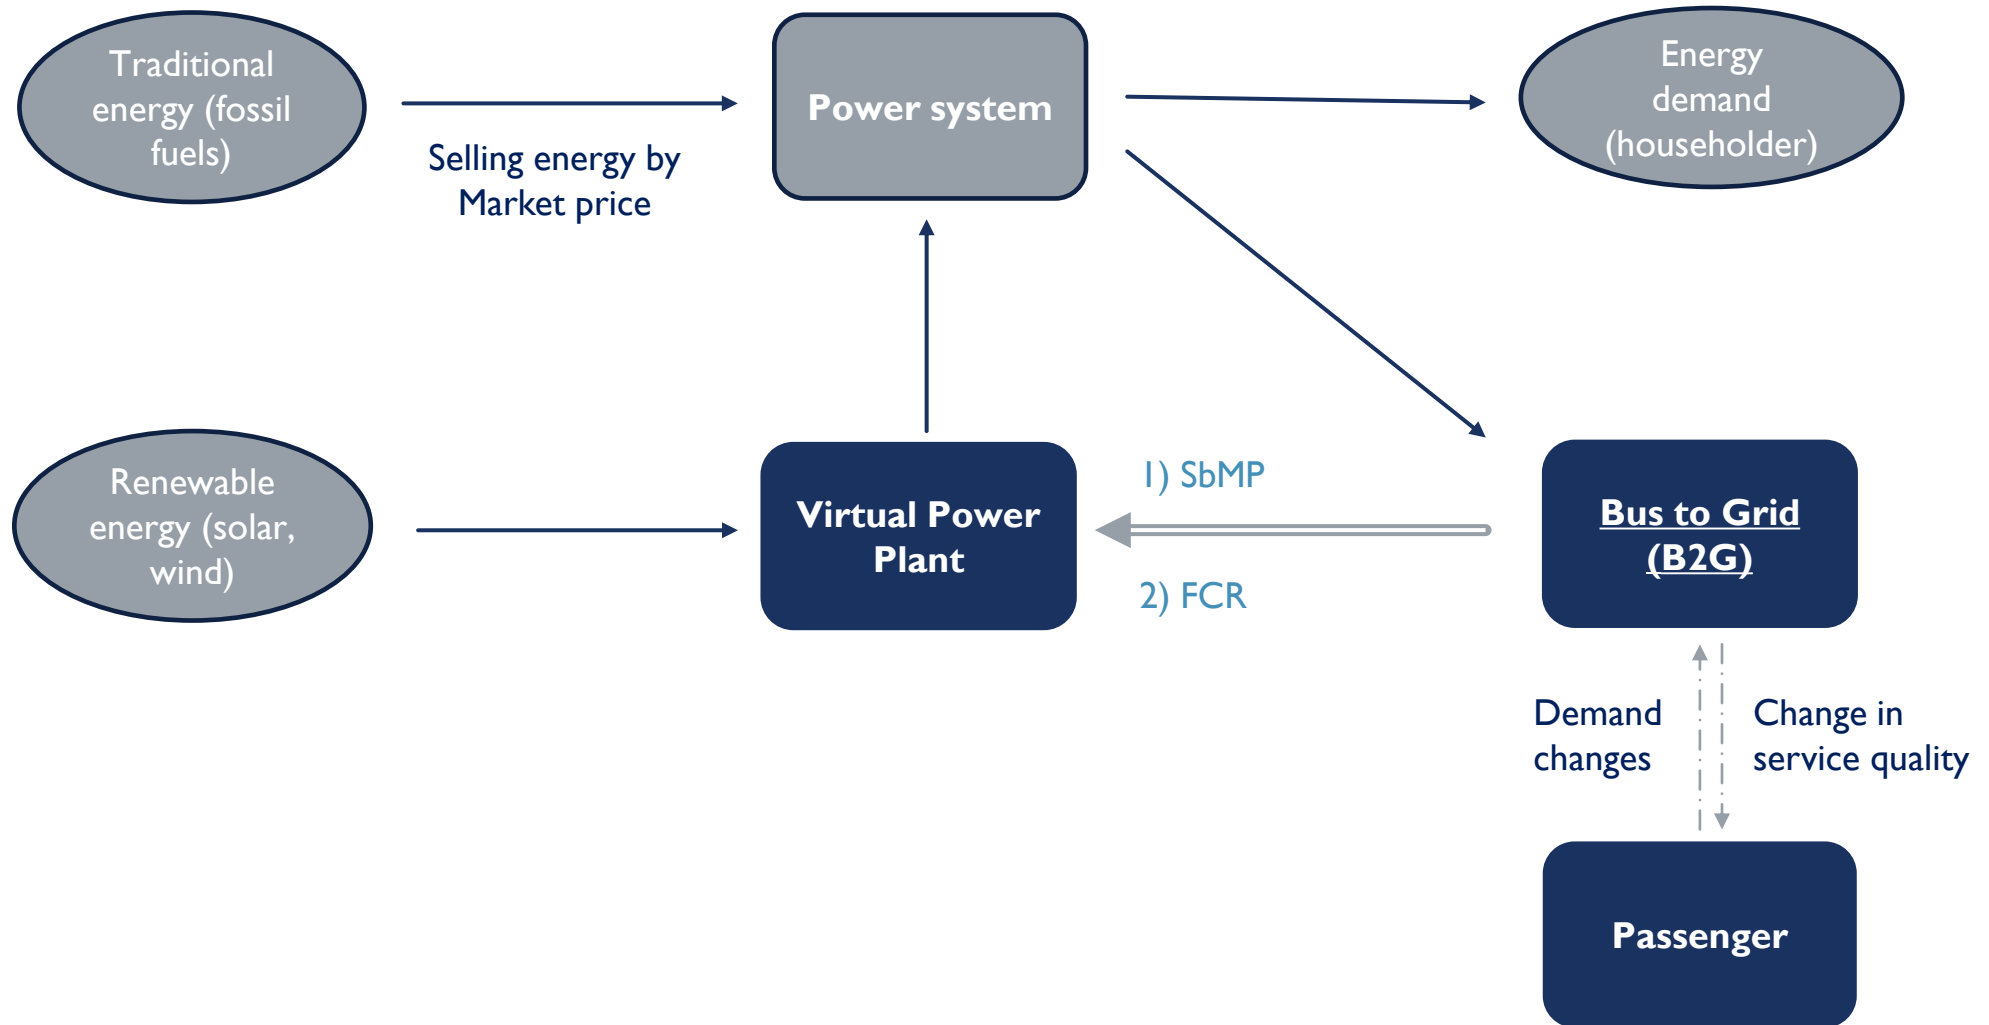 Traditional
energy (fossil
fuels)
Selling energy by
Market price
Power system
Energy
demand
(householder)
Renewable
energy (solar,
wind)
Virtual Power
Plant
1) SbMP
2) FCR
Bus to Grid
(B2G)
Demand
changes
Change in
service quality
Passenger